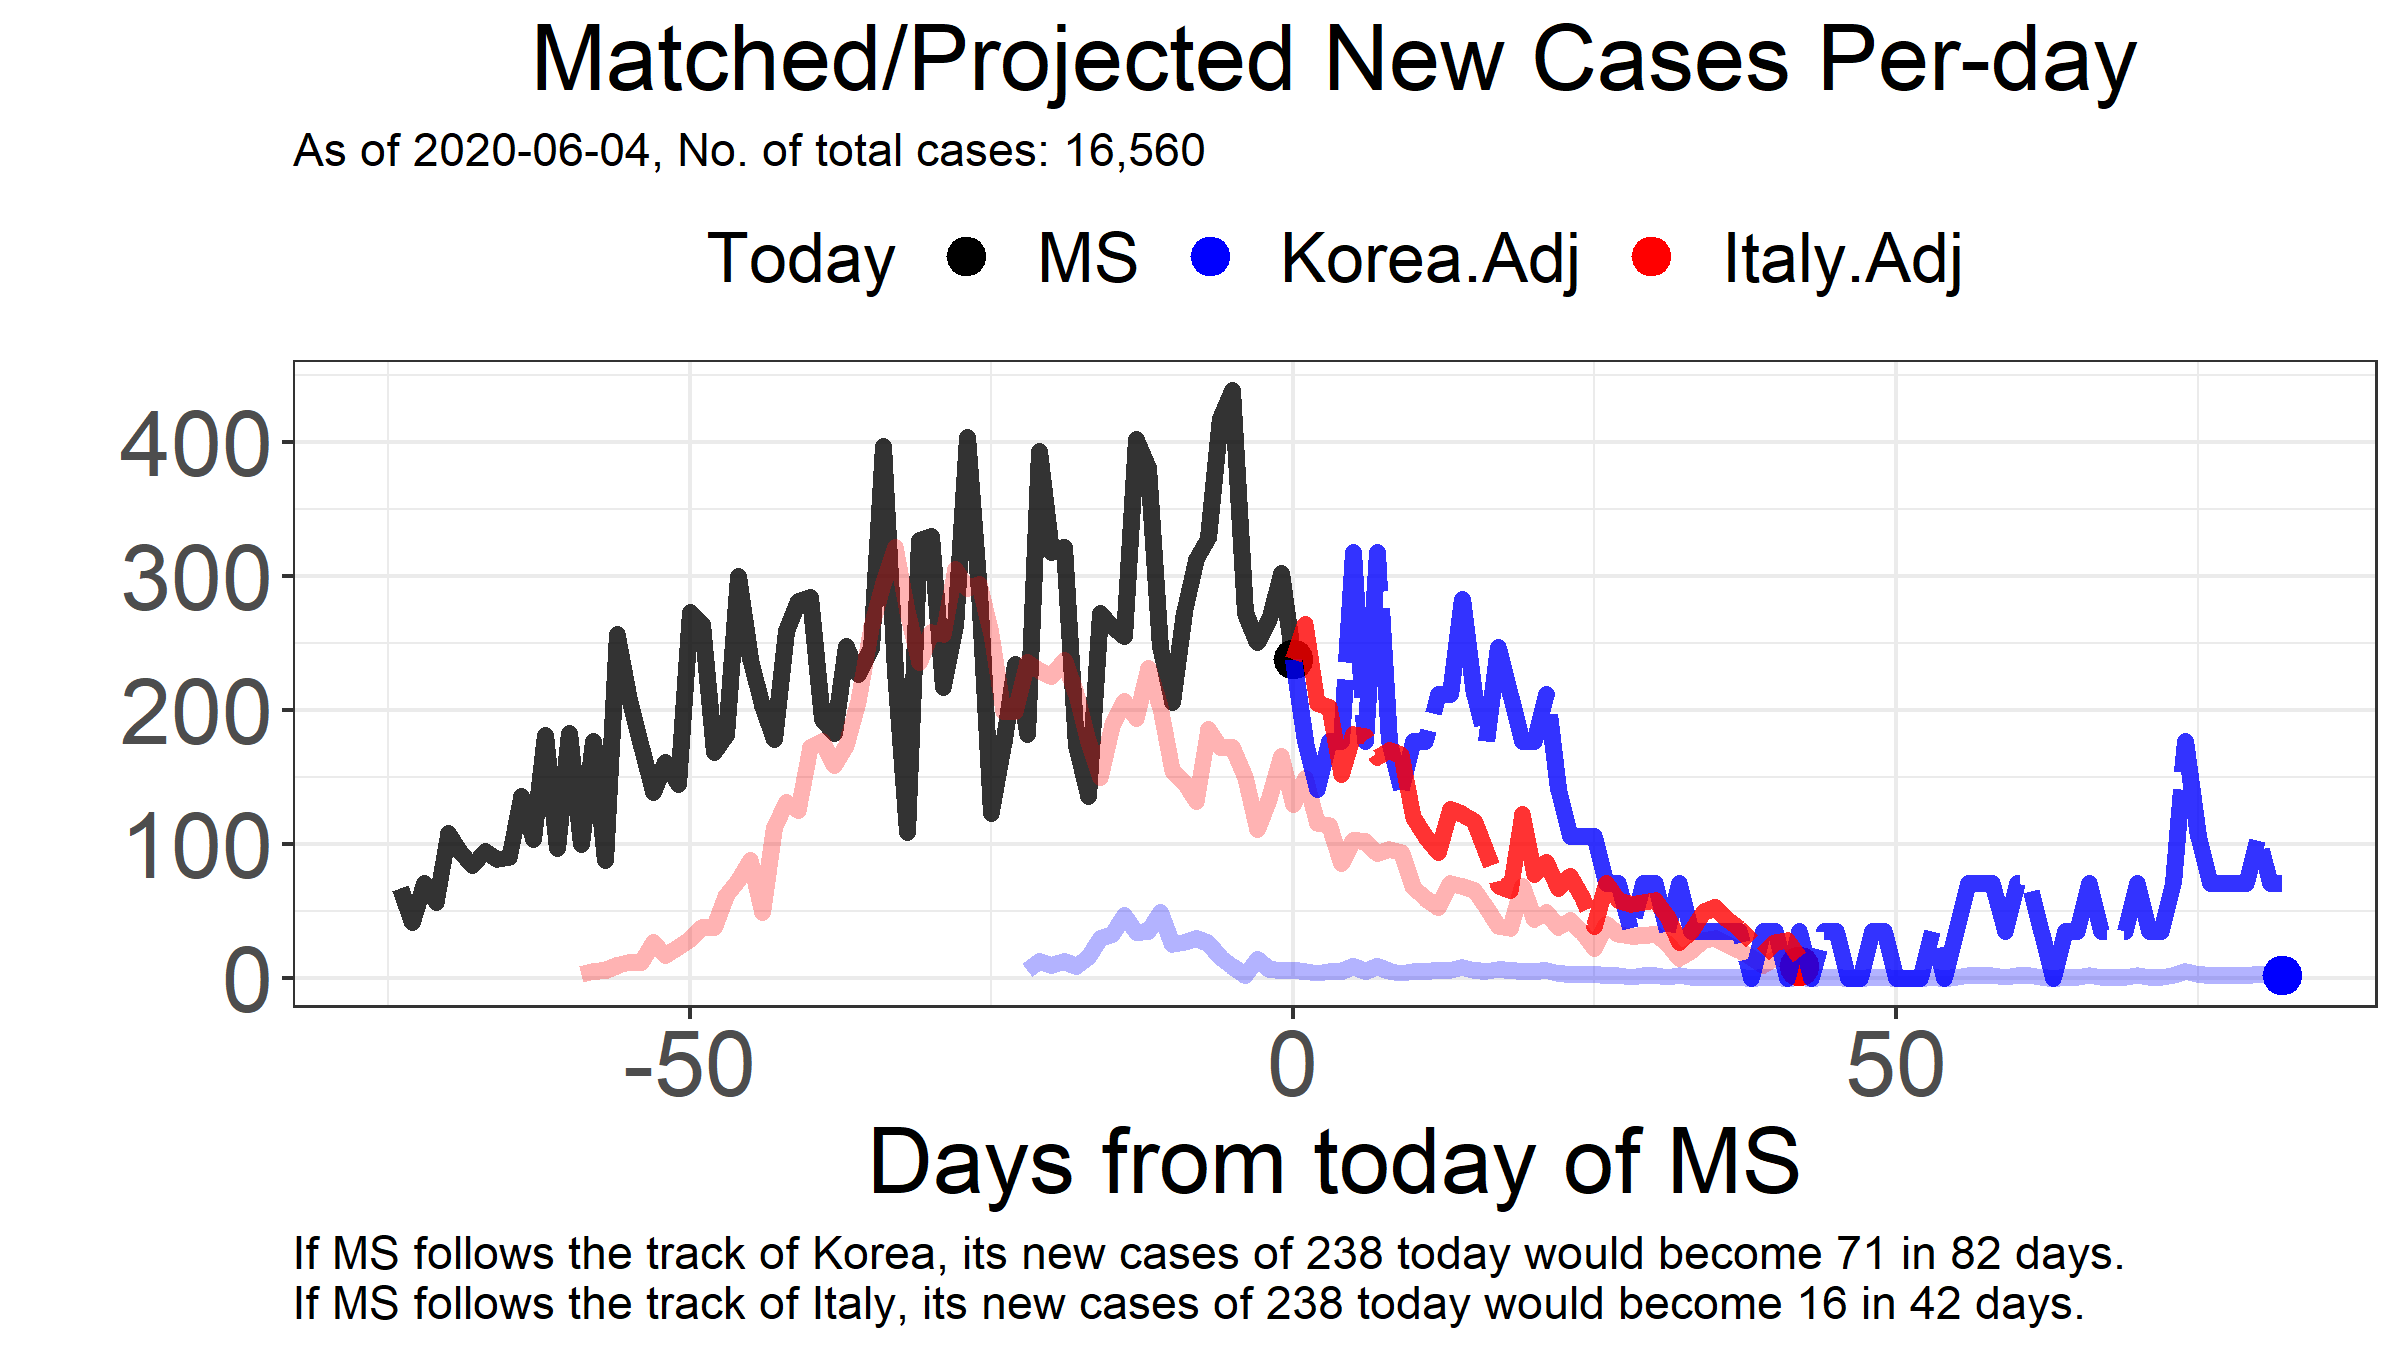 Matched/Projected New Cases Per-day
As of 2020-06-04, No. of total cases: 16,560
Today MS Korea.Adj Italy.Adj
400
300
200
100
0
-50 0 50
Days from today of MS
If MS follows the track of Korea, its new cases of 238 today would become 71 in 82 days.
If MS follows the track of Italy, its new cases of 238 today would become 16 in 42 days.